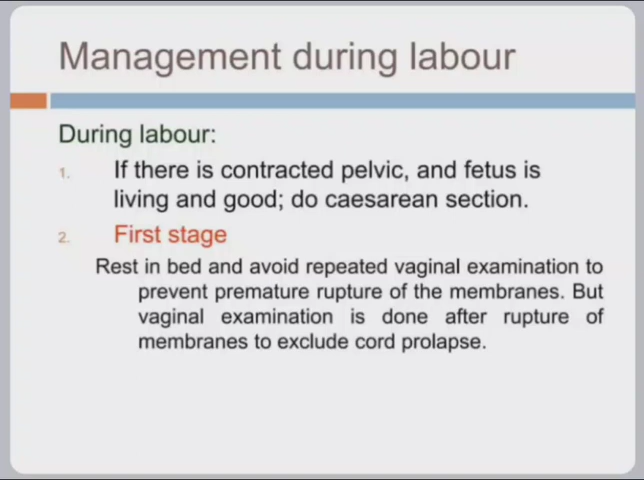 Management during labour
During labour:
1. If there is contracted pelvic, and fetus is
living and good; do caesarean section.
2. First stage
Rest in bed and avoid repeated vaginal examination to
prevent premature rupture of the membranes. But
vaginal examination is done after rupture of
membranes to exclude cord prolapse.